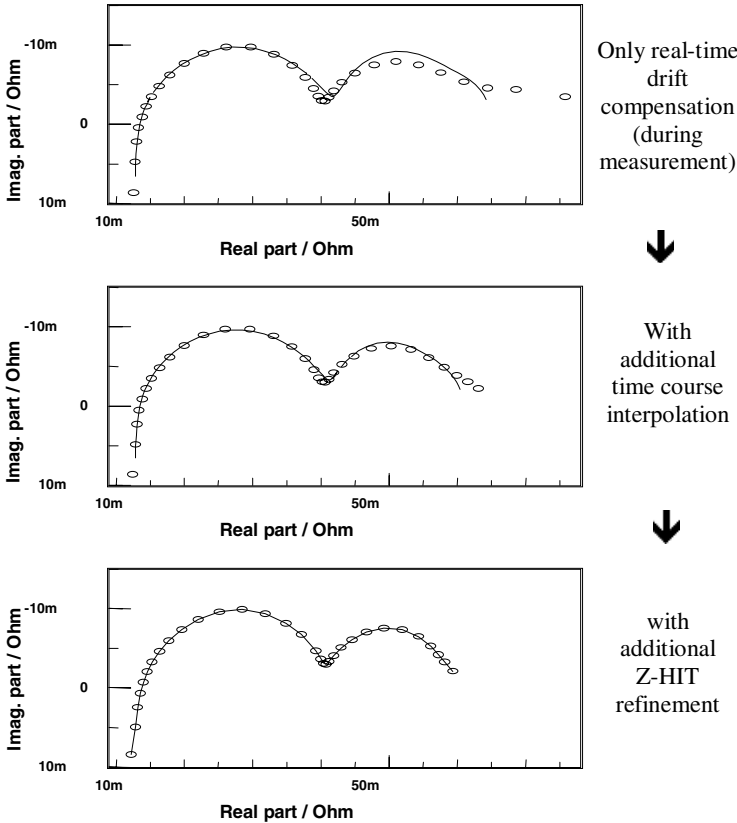 -10m
0
10m
10m
50m
Imag. part / Ohm
Real part / Ohm
Only real-time
drift
compensation
(during
measurement)
-10m
0
10m
10m
50m
Imag. part / Ohm
Real part / Ohm
With
additional
time course
interpolation
-10m
0
10m
10m
50m
Imag. part / Ohm
Real part / Ohm
with
additional
Z-HIT
refinement